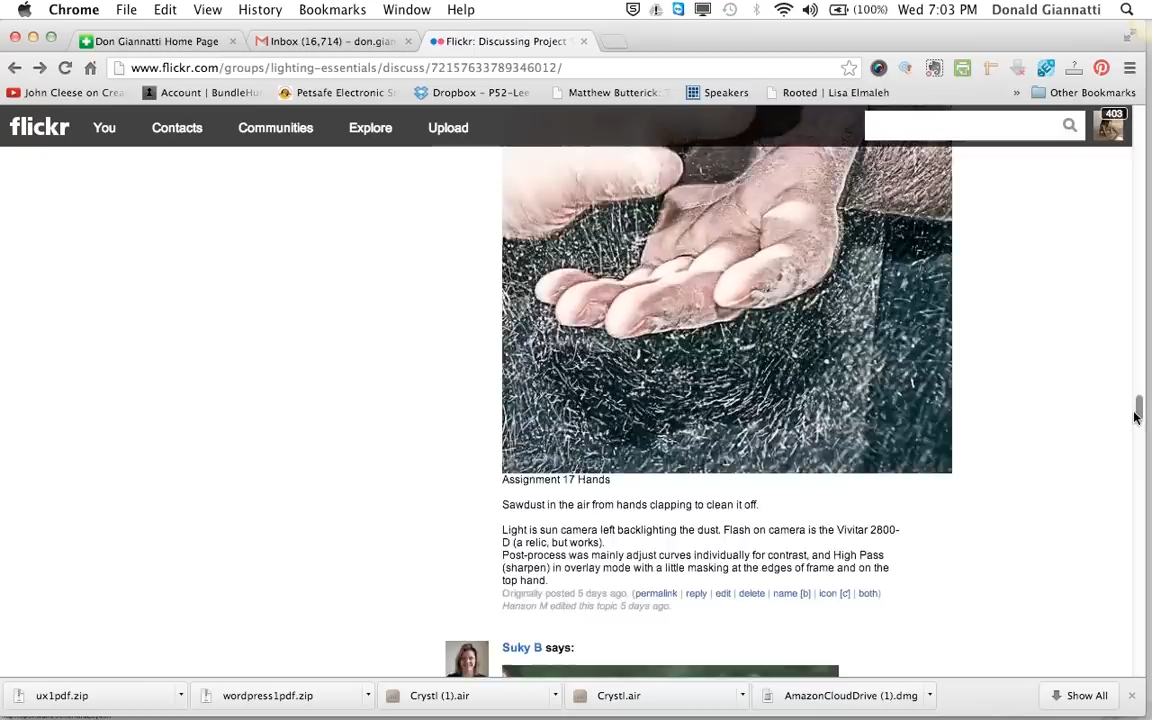 Chrome File Edit View History Bookmarks Window Help (100%) Wed 7:03 PM Donald Giannatti
Don Giannatti Home Page Inbox (16,714) – don.gian Flickr: Discussing Project
www.flickr.com/groups/lighting-essentials/discuss/72157633789346012/
John Cleese on Crea Account | BundleHu Petsafe Electronic S Dropbox – P52-Lee Matthew Butterick: Speakers Rooted | Lisa Elmaleh » Other Bookmarks
flickr You Contacts Communities Explore Upload 403
Assignment 17 Hands
Sawdust in the air from hands clapping to clean it off.
Light is sun camera left backlighting the dust. Flash on camera is the Vivitar 2800-
D (a relic, but works).
Post-process was mainly adjust curves individually for contrast, and High Pass
(sharpen) in overlay mode with a little masking at the edges of frame and on the
top hand.
Originally posted 5 days ago. (permalink | reply | edit | delete | name [b] | icon [c] | both)
Hanson M edited this topic 5 days ago.
Suky B says:
ux1pdf.zip wordpress1pdf.zip Crystl (1).air Crystl.air AmazonCloudDrive (1).dmg Show All